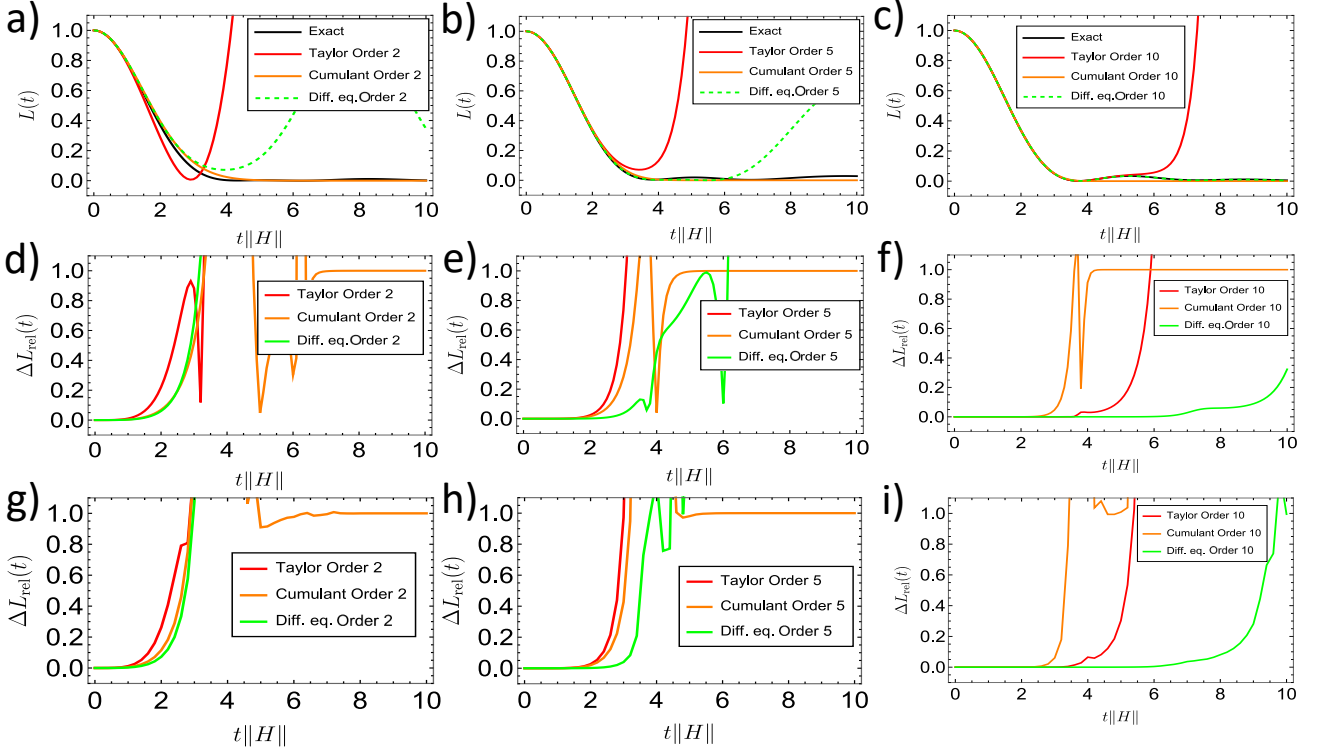 a)
1.0
0.8
0.6
0.4
0.2
0.0
L(t)
Exact
Taylor Order 2
Cumulant Order 2
Diff. eq.Order 2
0 2 4 6 8 10
t‖H‖
b)
1.0
0.8
0.6
0.4
0.2
0.0
L(t)
Exact
Taylor Order 5
Cumulant Order 5
Diff. eq.Order 5
0 2 4 6 8 10
t‖H‖
c)
1.0
0.8
0.6
0.4
0.2
0.0
L(t)
Exact
Taylor Order 10
Cumulant Order 10
Diff. eq.Order 10
0 2 4 6 8 10
t‖H‖
d)
1.0
0.8
0.6
0.4
0.2
0.0
ΔL_rel(t)
Taylor Order 2
Cumulant Order 2
Diff. eq.Order 2
0 2 4 6 8 10
t‖H‖
e)
1.0
0.8
0.6
0.4
0.2
0.0
ΔL_rel(t)
Taylor Order 5
Cumulant Order 5
Diff. eq.Order 5
0 2 4 6 8 10
t‖H‖
f)
1.0
0.8
0.6
0.4
0.2
0.0
ΔL_rel(t)
Taylor Order 10
Cumulant Order 10
Diff. eq.Order 10
0 2 4 6 8 10
t‖H‖
g)
1.0
0.8
0.6
0.4
0.2
0.0
ΔL_rel(t)
Taylor Order 2
Cumulant Order 2
Diff. eq.Order 2
0 2 4 6 8 10
t‖H‖
h)
1.0
0.8
0.6
0.4
0.2
0.0
ΔL_rel(t)
Taylor Order 5
Cumulant Order 5
Diff. eq.Order 5
0 2 4 6 8 10
t‖H‖
i)
1.0
0.8
0.6
0.4
0.2
0.0
ΔL_rel(t)
Taylor Order 10
Cumulant Order 10
Diff. eq. Order 10
0 2 4 6 8 10
t‖H‖